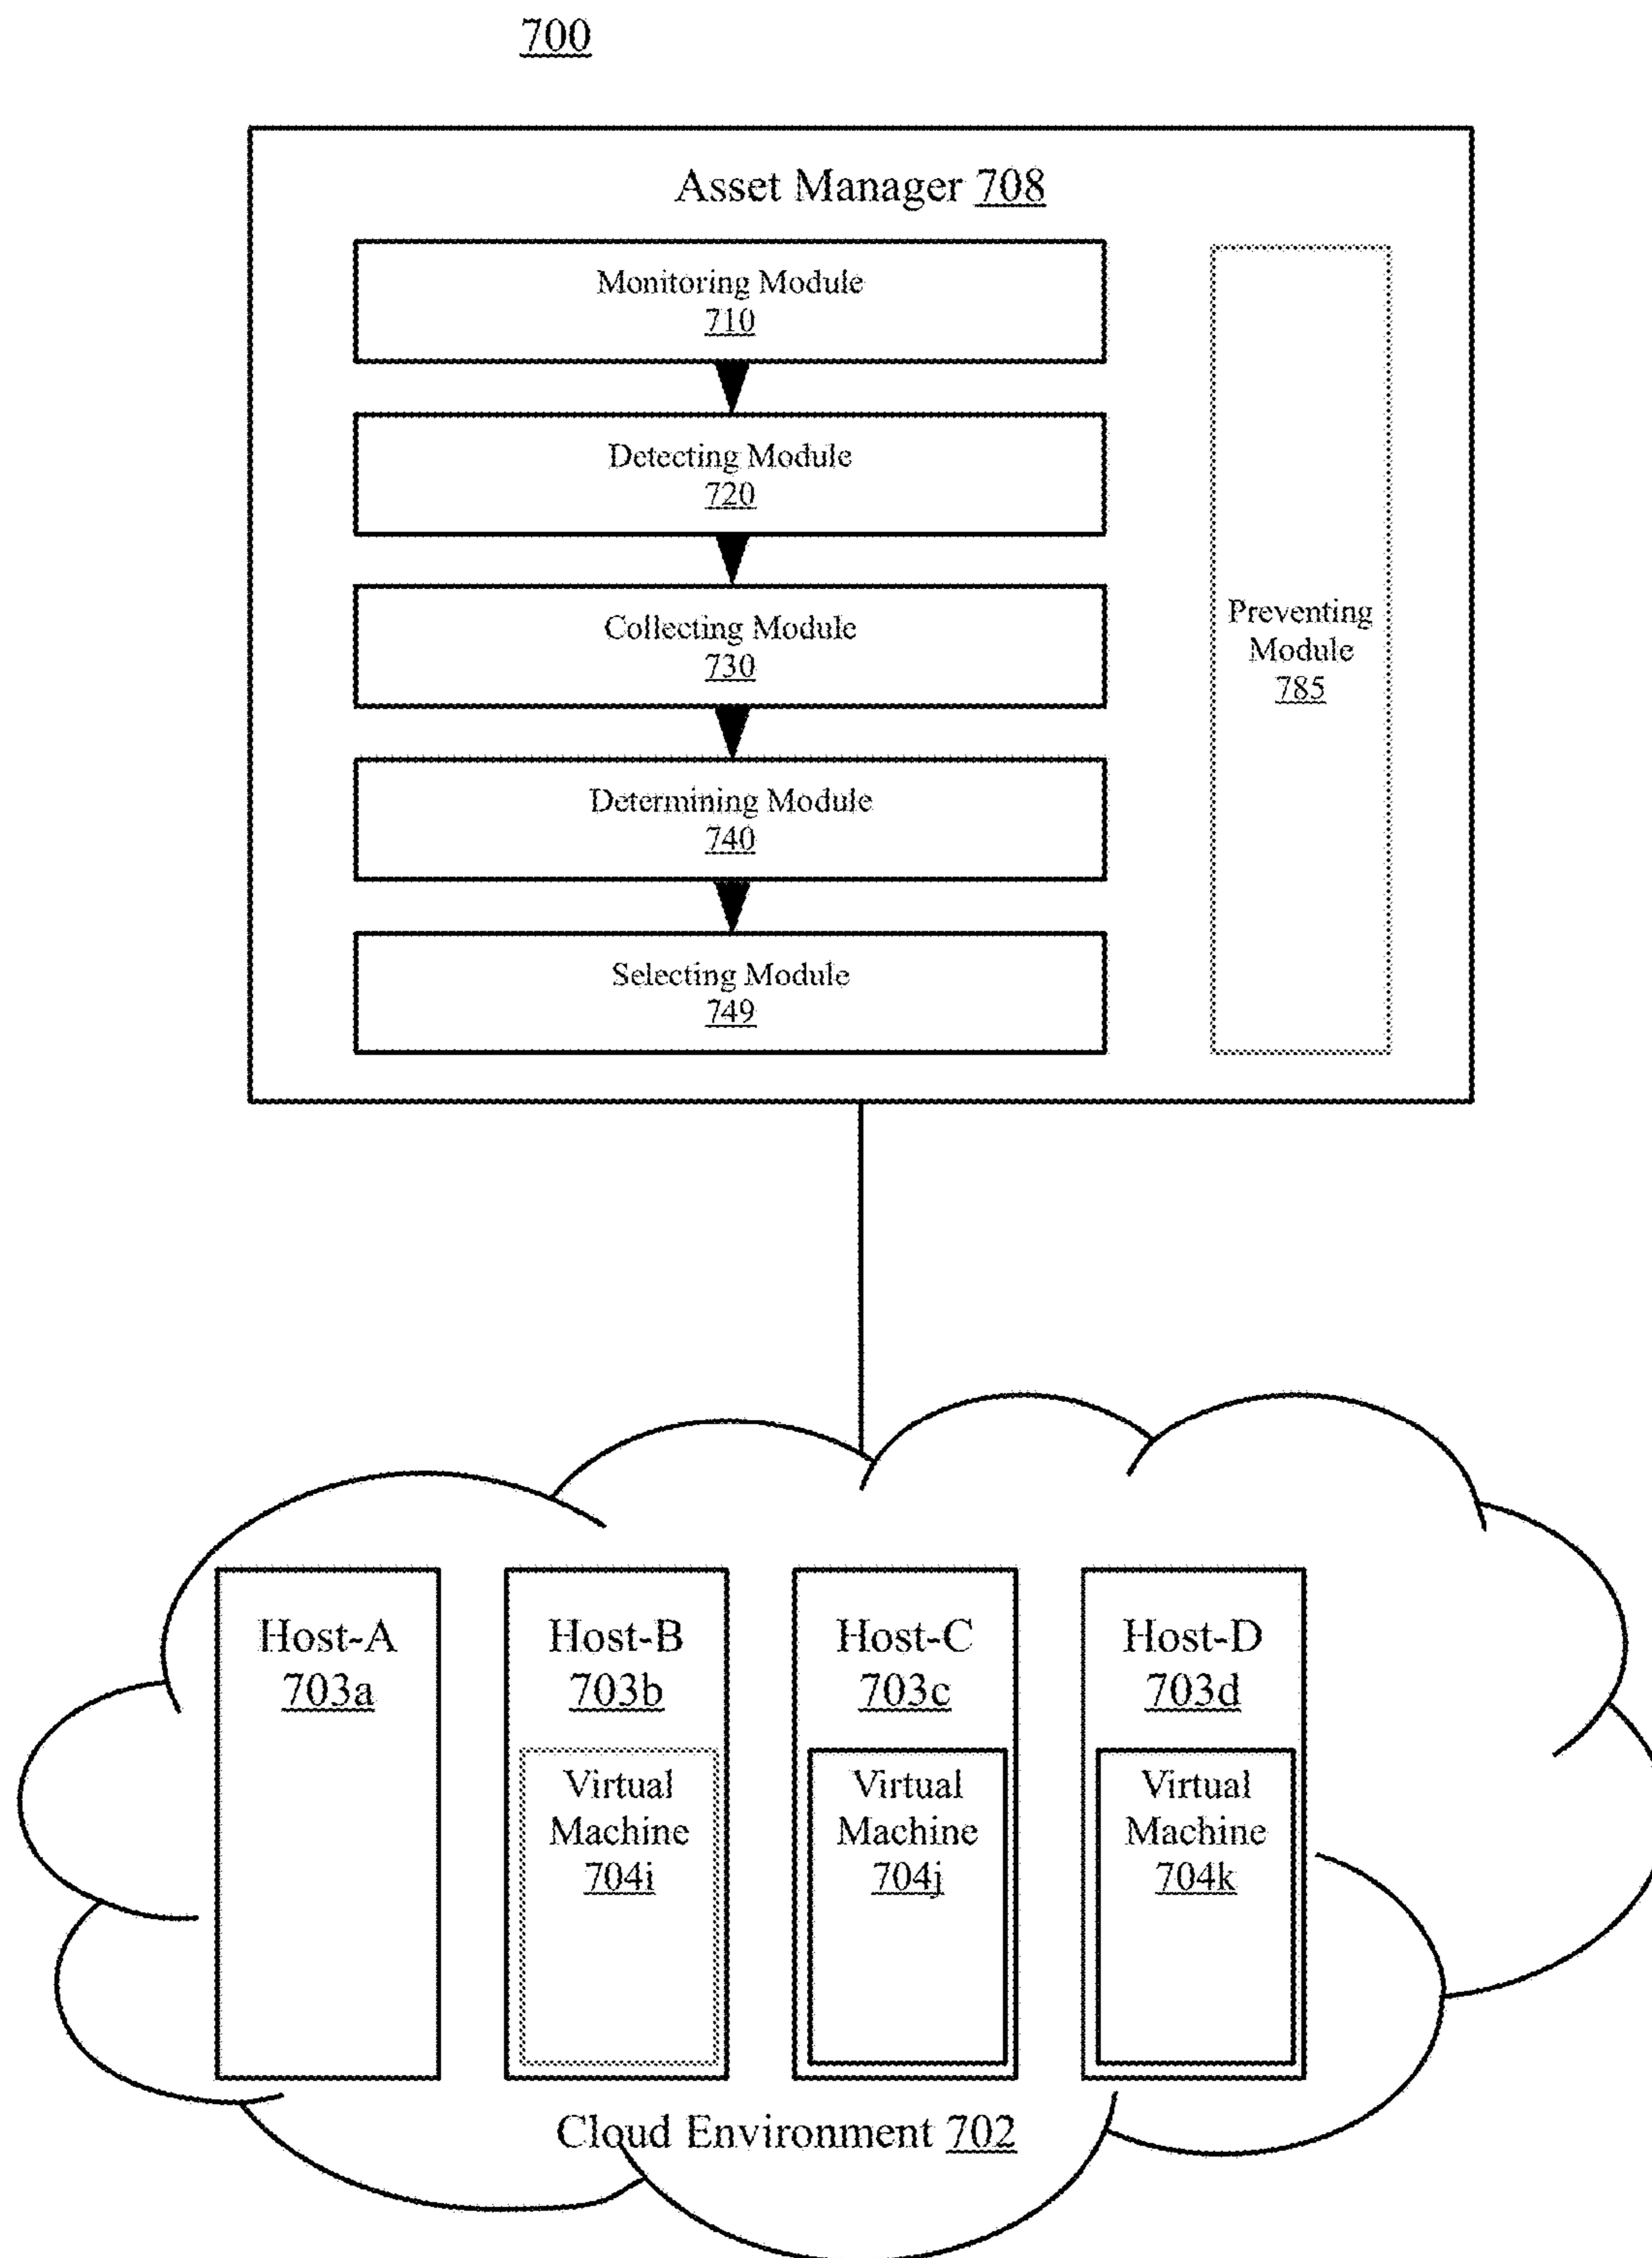 700
Asset Manager 708
Monitoring Module
710
Detecting Module
720
Collecting Module
730
Determining Module
740
Selecting Module
749
Preventing
Module
785
Host-A
703a
Host-B
703b
Virtual
Machine
704i
Host-C
703c
Virtual
Machine
704j
Host-D
703d
Virtual
Machine
704k
Cloud Environment 702